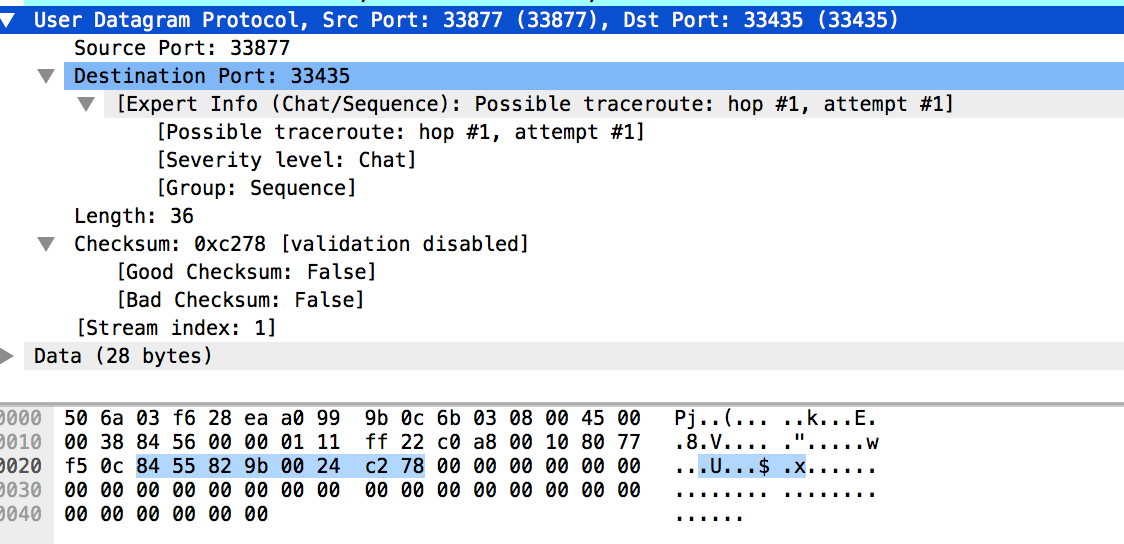 User Datagram Protocol, Src Port: 33877 (33877), Dst Port: 33435 (33435)
Source Port: 33877
Destination Port: 33435
[Expert Info (Chat/Sequence): Possible traceroute: hop #1, attempt #1]
[Possible traceroute: hop #1, attempt #1]
[Severity level: Chat]
[Group: Sequence]
Length: 36
Checksum: 0xc278 [validation disabled]
[Good Checksum: False]
[Bad Checksum: False]
[Stream index: 1]
Data (28 bytes)
0000 50 6a 03 f6 28 ea a0 99 9b 0c 6b 03 08 00 45 00 Pj..(... ..k...E.
0010 00 38 84 56 00 00 01 11 ff 22 c0 a8 00 10 80 77 .8.V.... .".....w
0020 f5 0c 84 55 82 9b 00 24 c2 78 00 00 00 00 00 00 ...U...$ .x......
0030 00 00 00 00 00 00 00 00 00 00 00 00 00 00 00 00 ........ ........
0040 00 00 00 00 00 00 ......